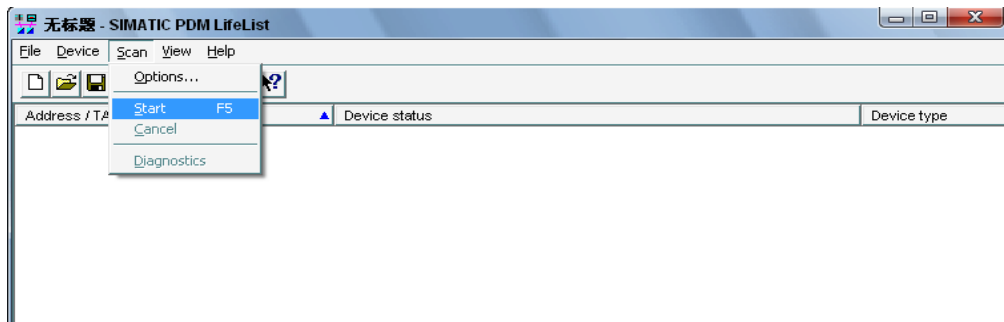 无标题 - SIMATIC PDM LifeList
File Device Scan View Help
Options...
Start F5
Cancel
Diagnostics
Address / TA Device status Device type